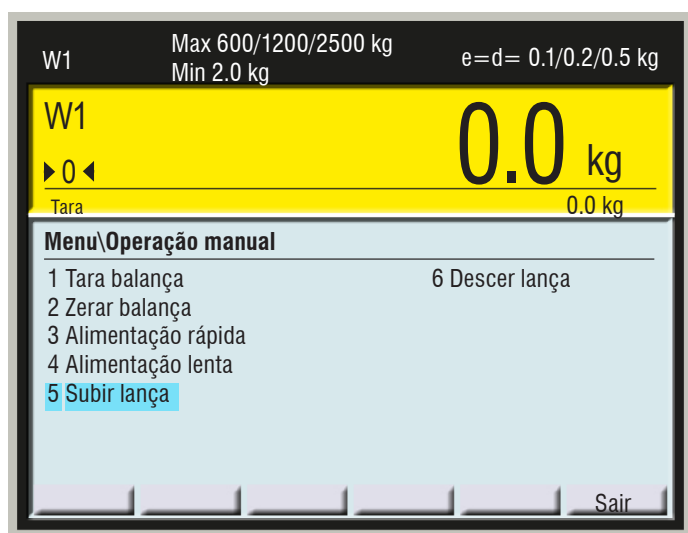 W1 Max 600/1200/2500 kg e=d= 0.1/0.2/0.5 kg
Min 2.0 kg
W1
0.0 kg
0
Tara 0.0 kg
Menu\Operação manual
1 Tara balança
2 Zerar balança
3 Alimentação rápida
4 Alimentação lenta
5 Subir lança
6 Descer lança
Sair